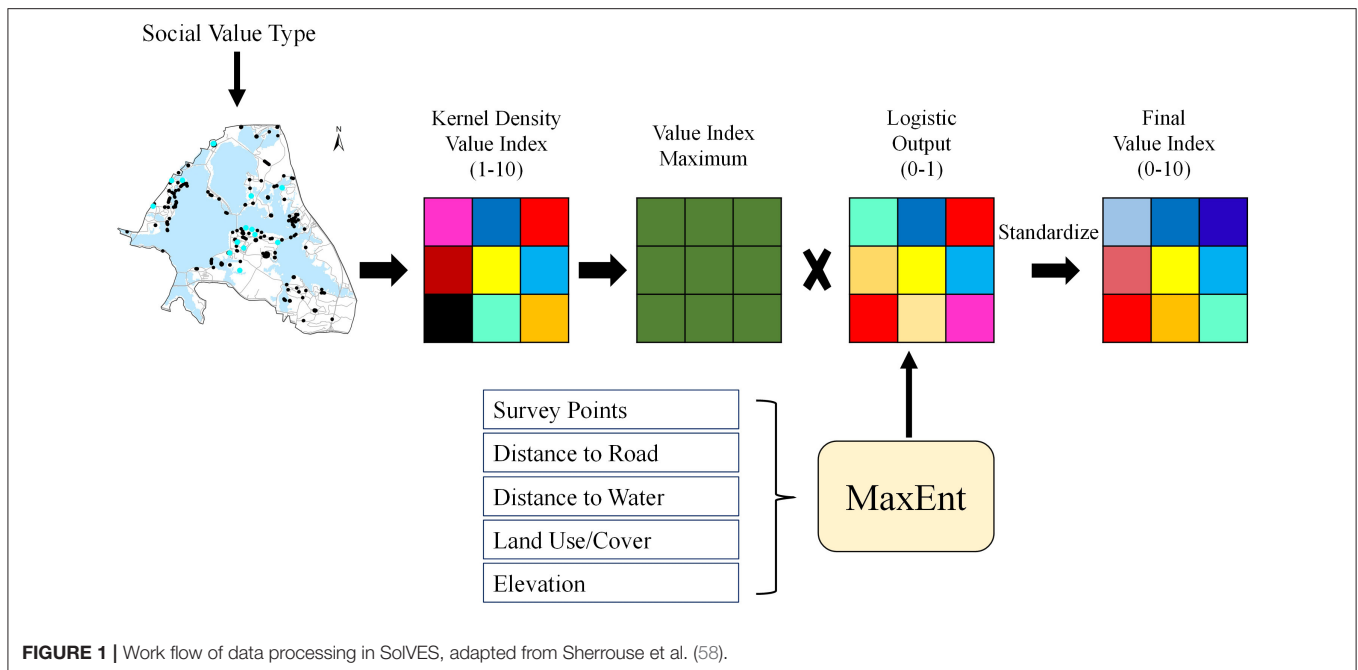 Social Value Type
N
Kernel Density
Value Index
(1-10)
Value Index
Maximum
Logistic
Output
(0-1)
Final
Value Index
(0-10)
Standardize
Survey Points
Distance to Road
Distance to Water
Land Use/Cover
Elevation
MaxEnt
FIGURE 1 | Work flow of data processing in SolVES, adapted from Sherrouse et al. (58).